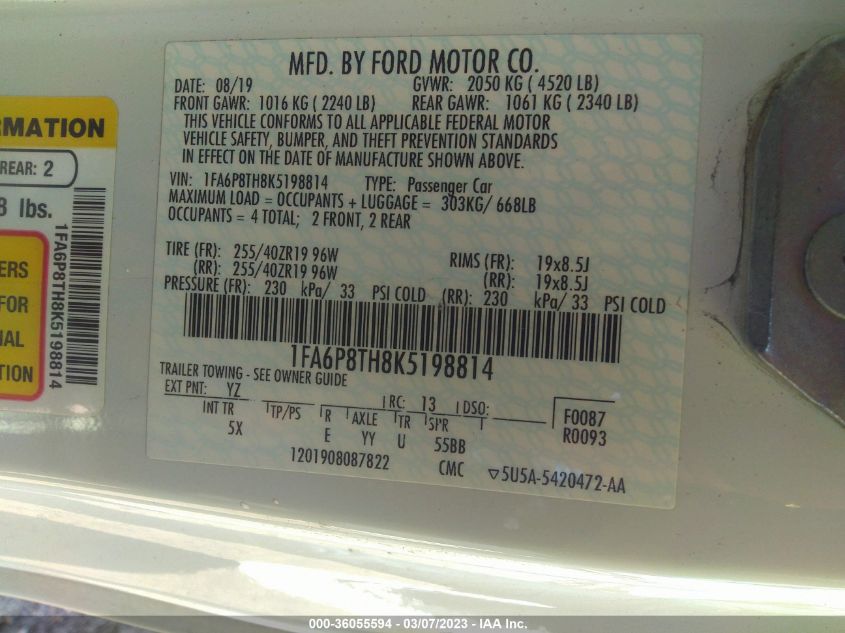 MFD. BY FORD MOTOR CO.
DATE: 08/19 GVWR: 2050 KG ( 4520 LB)
FRONT GAWR: 1016 KG ( 2240 LB) REAR GAWR: 1061 KG ( 2340 LB)
THIS VEHICLE CONFORMS TO ALL APPLICABLE FEDERAL MOTOR
VEHICLE SAFETY, BUMPER, AND THEFT PREVENTION STANDARDS
IN EFFECT ON THE DATE OF MANUFACTURE SHOWN ABOVE.
VIN: 1FA6P8TH8K5198814 TYPE: Passenger Car
MAXIMUM LOAD = OCCUPANTS + LUGGAGE = 303KG/ 668LB
OCCUPANTS = 4 TOTAL; 2 FRONT, 2 REAR
TIRE (FR): 255/40ZR19 96W RIMS (FR): 19x8.5J
(RR): 255/40ZR19 96W (RR): 19x8.5J
PRESSURE (FR): 230 kPa/ 33 PSI COLD (RR): 230 kPa/ 33 PSI COLD
1FA6P8TH8K5198814
TRAILER TOWING - SEE OWNER GUIDE
EXT PNT: YZ RC: 13 DSO: F0087
INT TR TP/PS R AXLE TR SPR R0093
5X E YY U 55BB
1201908087822 CMC 5U5A-5420472-AA
RMATION
REAR: 2
8 lbs.
ERS
FOR
IAL
TION
1FA6P8TH8K5198814
000-36055594 - 03/07/2023 - IAA Inc.